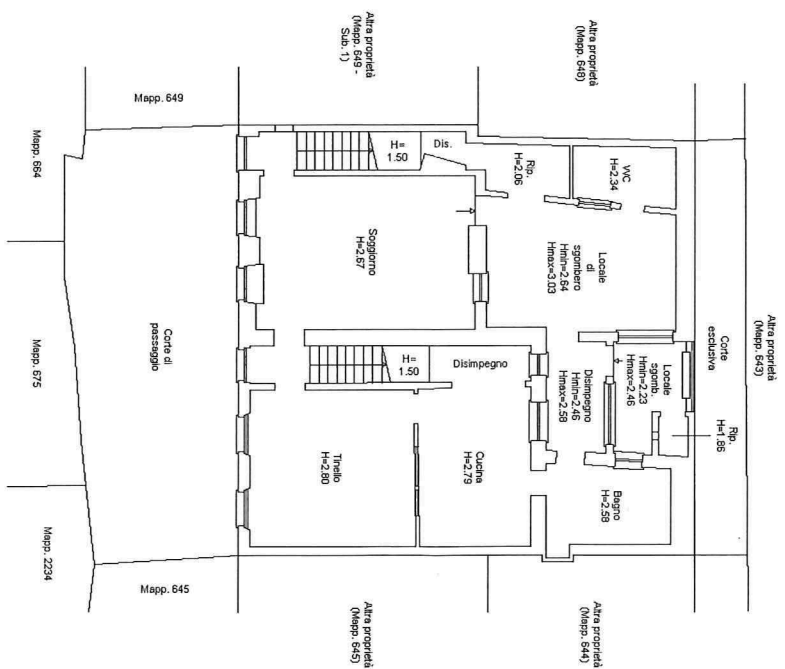 Altra proprietà
(Mapp. 649 -
Sub. 1)
Altra proprietà
(Mapp. 648)
Mapp. 649
Mapp. 664
H=
1.50
Dis.
Rip.
H=2.06
WC
H=2.34
Soggiorno
H=2.67
Locale
di
sgombero
Hmin=2.64
Hmax=3.03
Corte di
passaggio
Mapp. 675
H=
1.50
Disimpegno
Disimpegno
Hmin=2.46
Hmax=2.58
Locale
sgomb.
Hmin=2.23
Hmax=2.46
Corte
esclusiva
Altra proprietà
(Mapp. 643)
Rip.
H=1.86
Tinello
H=2.80
Cucina
H=2.79
Bagno
H=2.58
Mapp. 2234
Mapp. 645
Altra proprietà
(Mapp. 645)
Altra proprietà
(Mapp. 644)